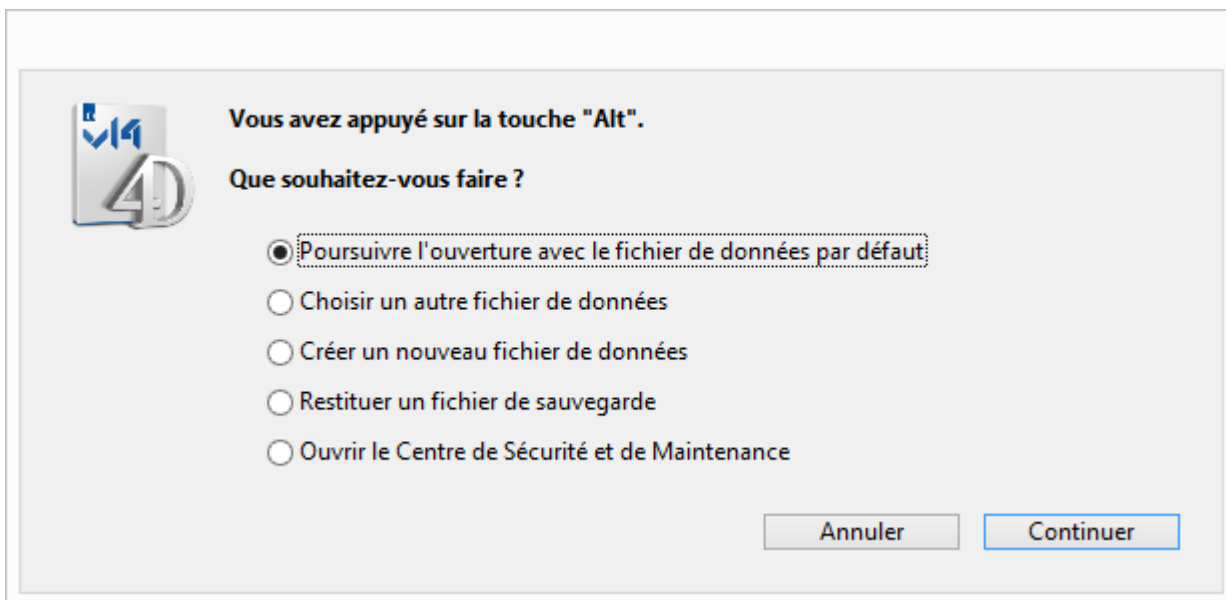 v14
4D
Vous avez appuyé sur la touche "Alt".
Que souhaitez-vous faire ?
Poursuivre l'ouverture avec le fichier de données par défaut
Choisir un autre fichier de données
Créer un nouveau fichier de données
Restituer un fichier de sauvegarde
Ouvrir le Centre de Sécurité et de Maintenance
Annuler Continuer